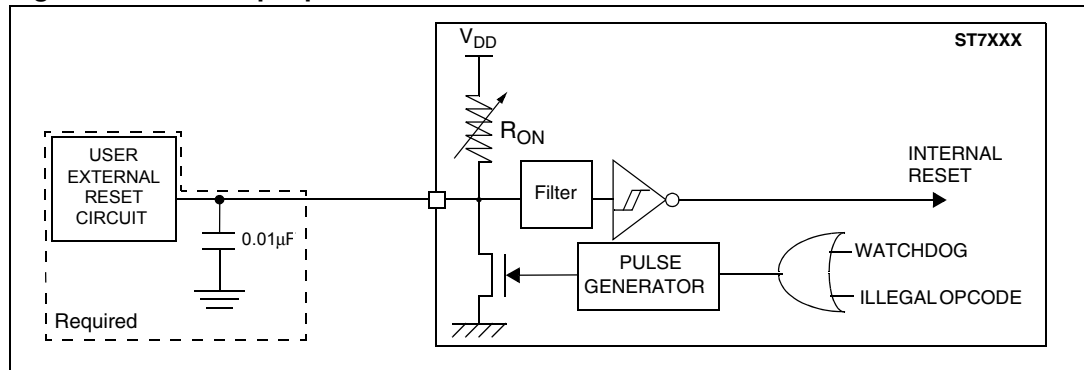 ST7XXX
VDD
RON
USER
EXTERNAL
RESET
CIRCUIT
0.01µF
Required
Filter
INTERNAL
RESET
PULSE
GENERATOR
WATCHDOG
ILLEGAL OPCODE